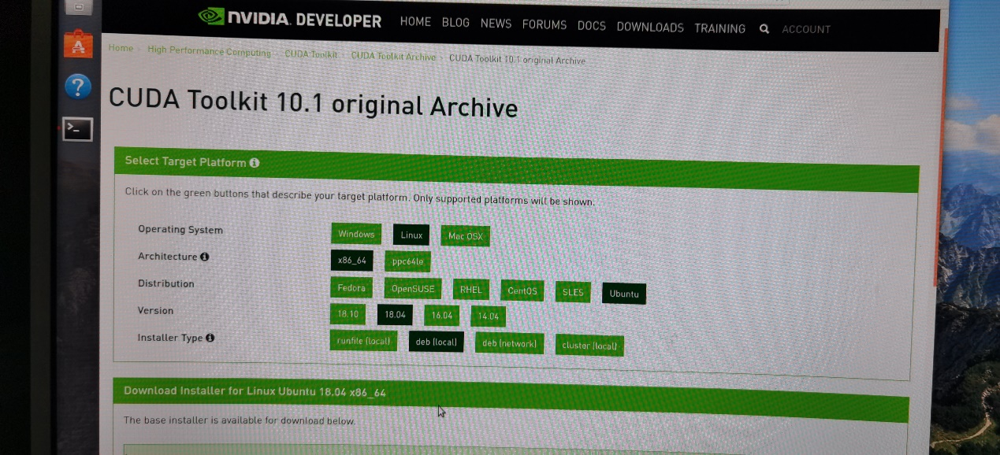 NVIDIA. DEVELOPER HOME BLOG NEWS FORUMS DOCS DOWNLOADS TRAINING ACCOUNT
Home > High Performance Computing > CUDA Toolkit > CUDA Toolkit Archive > CUDA Toolkit 10.1 original Archive
CUDA Toolkit 10.1 original Archive
Select Target Platform
Click on the green buttons that describe your target platform. Only supported platforms will be shown.
Operating System Windows Linux Mac OSX
Architecture x86_64 ppc64le
Distribution Fedora OpenSUSE RHEL CentOS SLES Ubuntu
Version 18.10 18.04 16.04 14.04
Installer Type runfile (local) deb (local) deb (network) cluster (local)
Download Installer for Linux Ubuntu 18.04 x86_64
The base installer is available for download below.